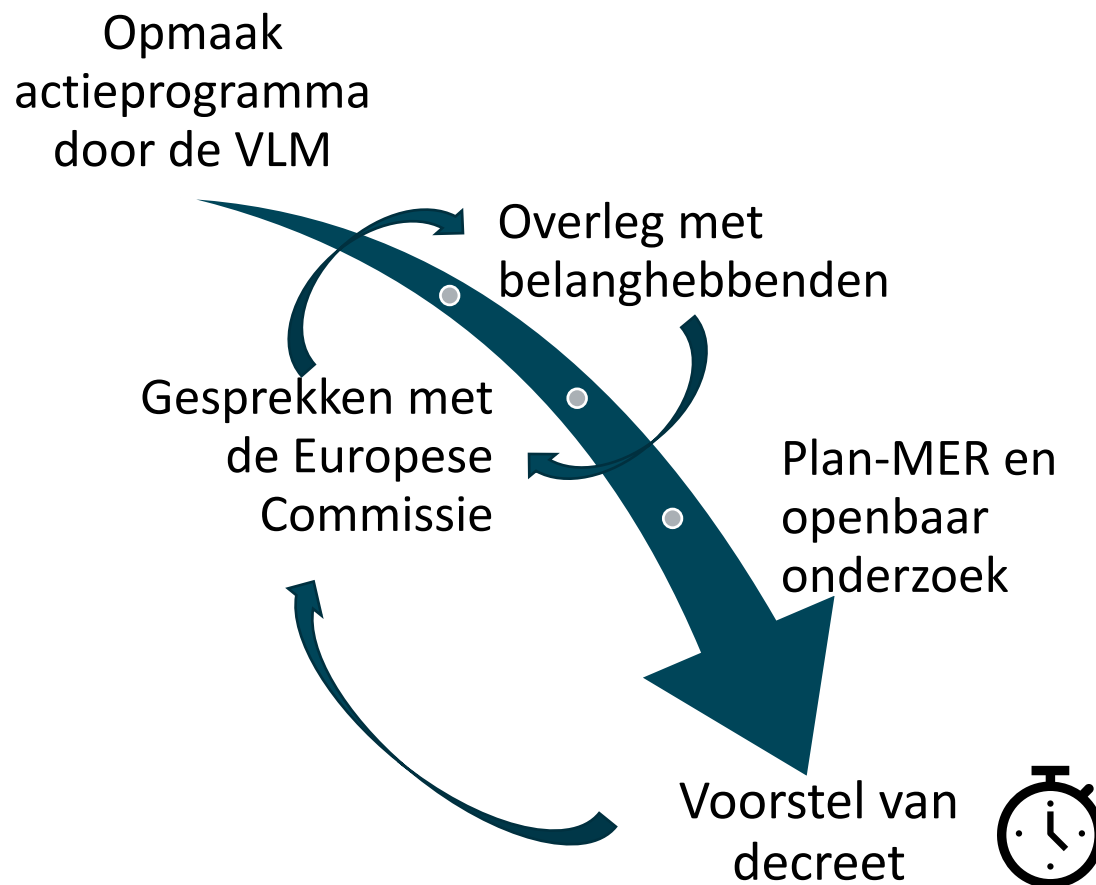 Opmaak
actieprogramma
door de VLM
Overleg met
belanghebbenden
Gesprekken met
de Europese
Commissie
Plan-MER en
openbaar
onderzoek
Voorstel van
decreet